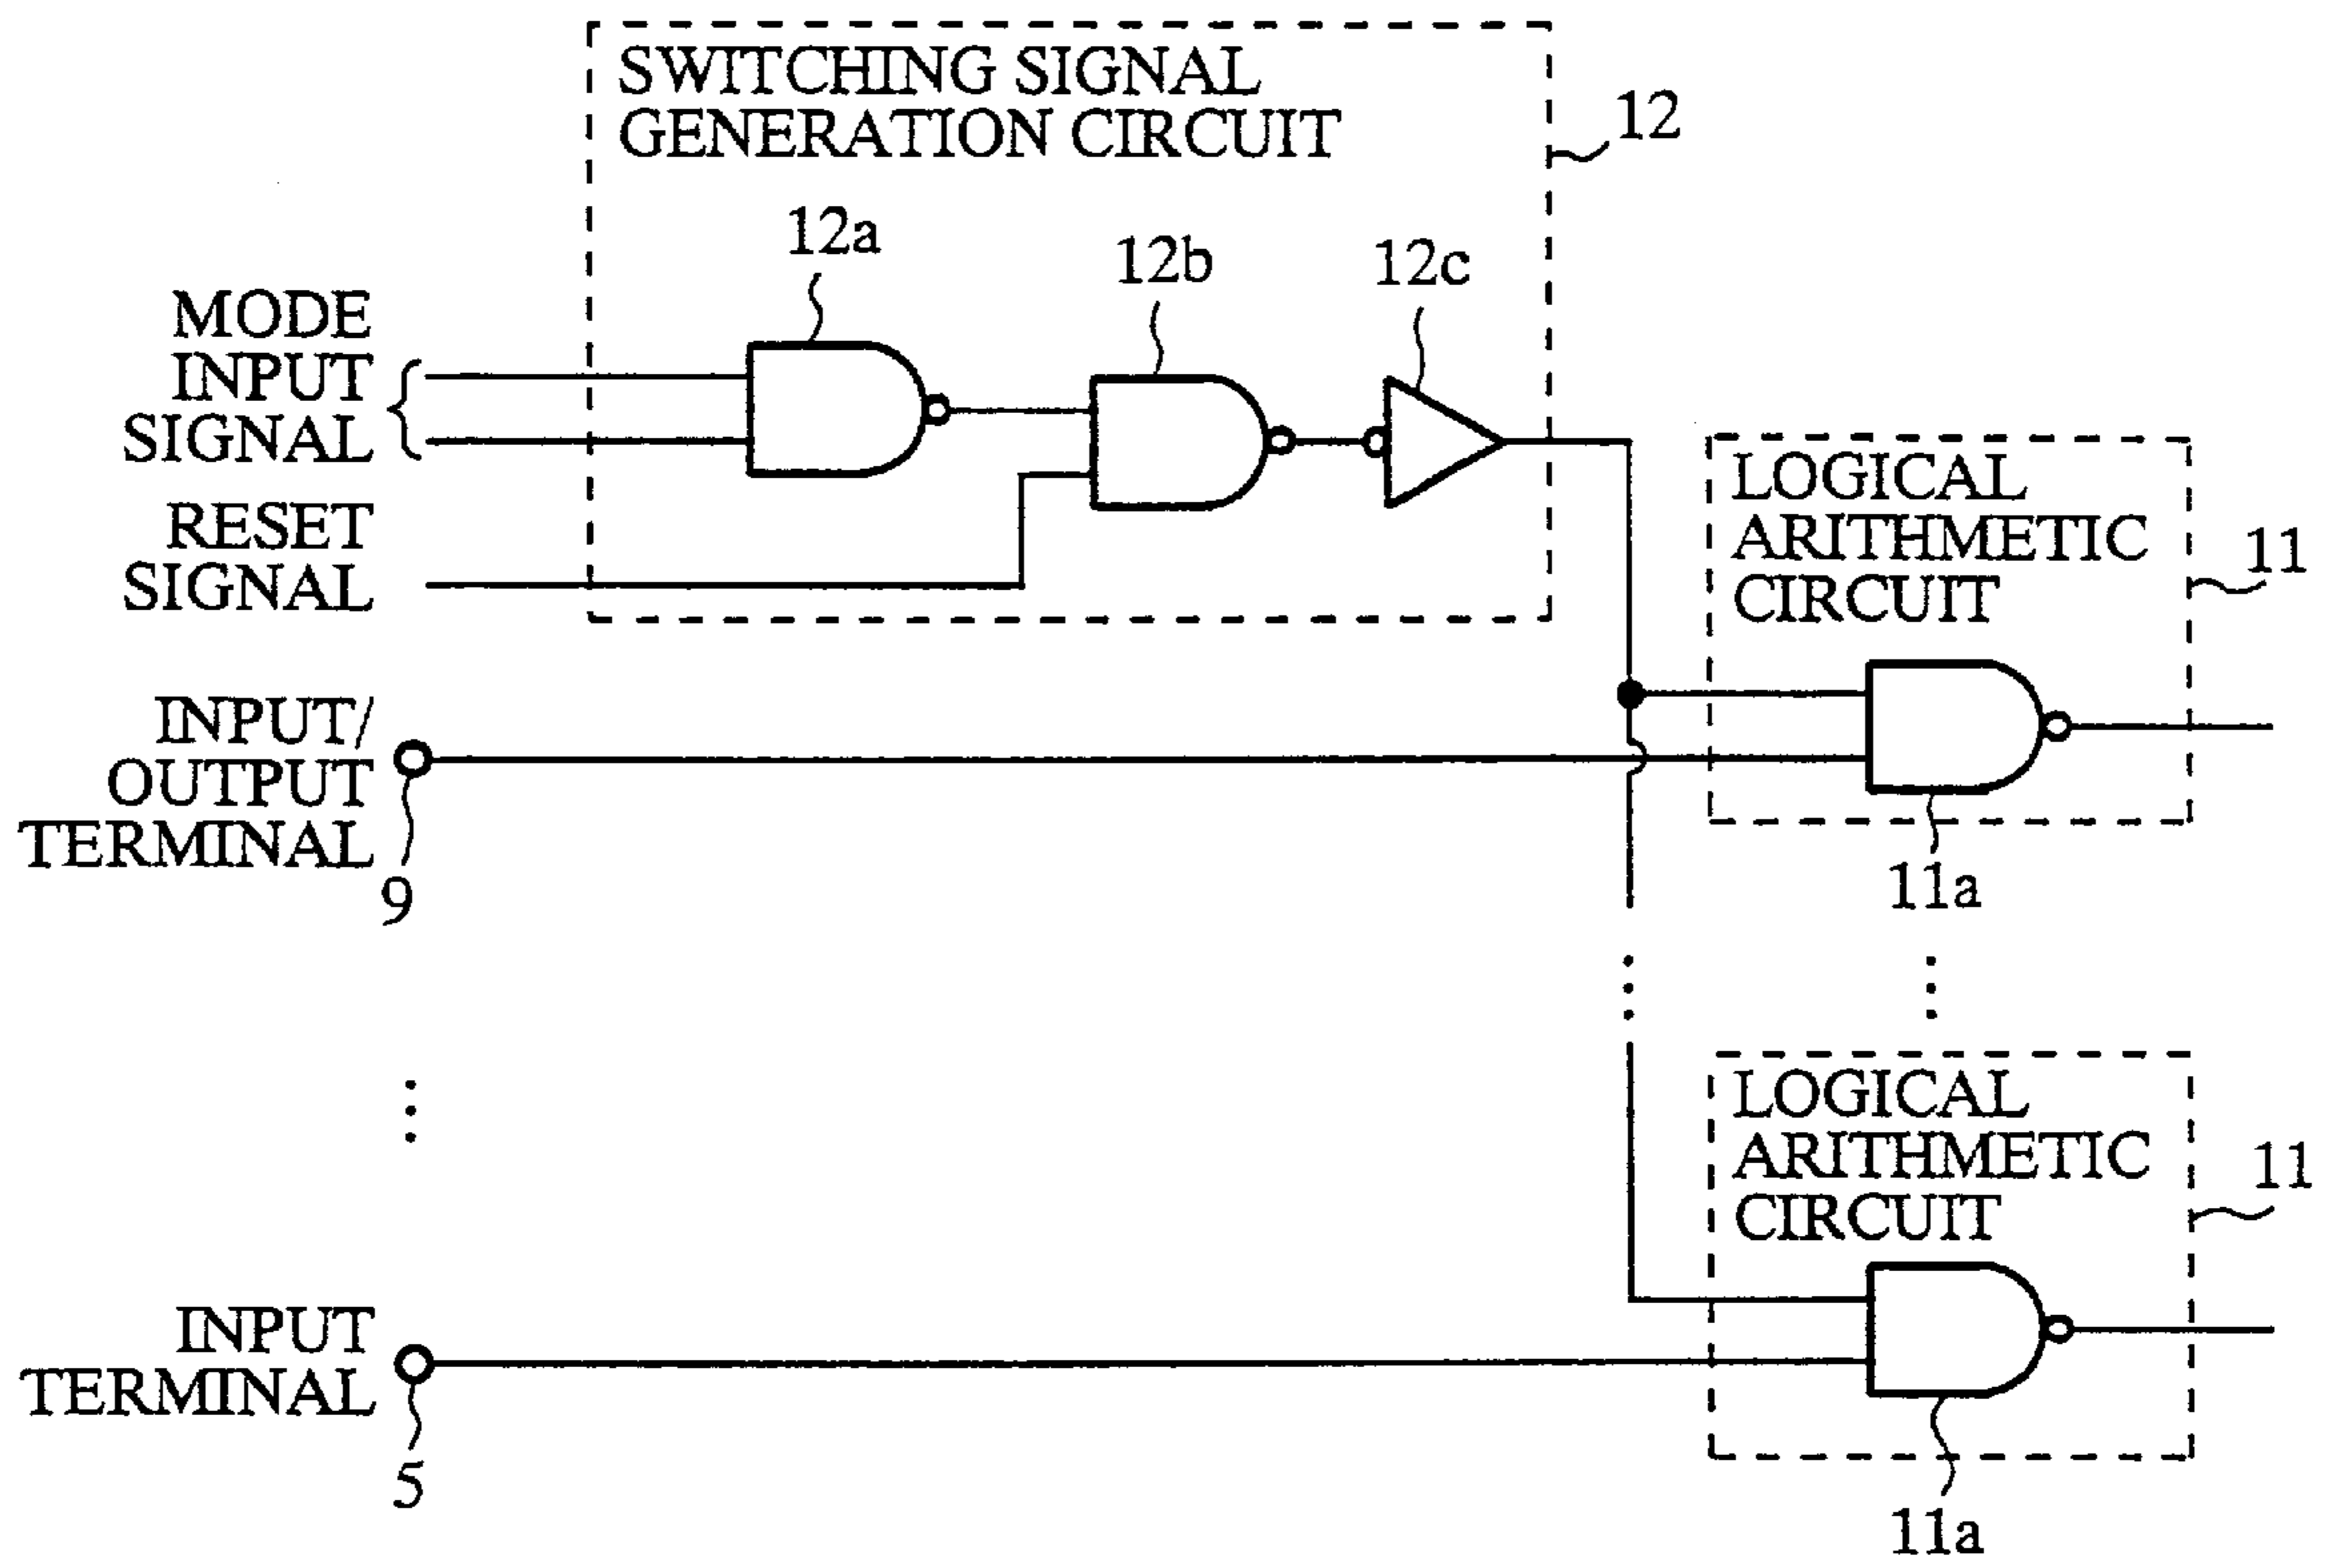 SWITCHING SIGNAL
GENERATION CIRCUIT
12
12a
12b
12c
MODE
INPUT
SIGNAL
RESET
SIGNAL
LOGICAL
ARITHMETIC
CIRCUIT
11
INPUT/
OUTPUT
TERMINAL
9
11a
LOGICAL
ARITHMETIC
CIRCUIT
11
INPUT
TERMINAL
5
11a